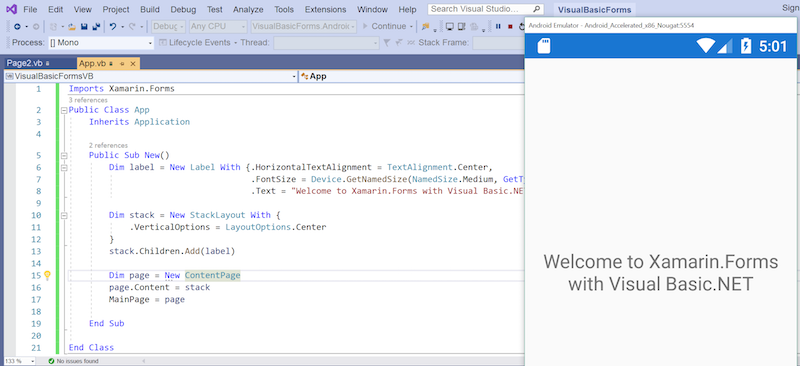 File Edit View Project Build Debug Test Analyze Tools Extensions Window Help Search Visual Studio... VisualBasicForms Sign
Debug Any CPU VisualBasicForms.Androi Continue
Process: [] Mono Lifecycle Events Thread: Stack Frame:
Page2.vb App.vb
VisualBasicFormsVB App
1 Imports Xamarin.Forms
3 references
2 Public Class App
3 Inherits Application
4
2 references
5 Public Sub New()
6 Dim label = New Label With {.HorizontalTextAlignment = TextAlignment.Center,
7 .FontSize = Device.GetNamedSize(NamedSize.Medium, GetTy
8 .Text = "Welcome to Xamarin.Forms with Visual Basic.NE
9
10 Dim stack = New StackLayout With {
11 .VerticalOptions = LayoutOptions.Center
12 }
13 stack.Children.Add(label)
14
15 Dim page = New ContentPage
16 page.Content = stack
17 MainPage = page
18
19 End Sub
20
21 End Class
133 % No issues found
Android Emulator - Android_Accelerated_x86_Nougat:5554
5:01
Welcome to Xamarin.Forms
with Visual Basic.NET